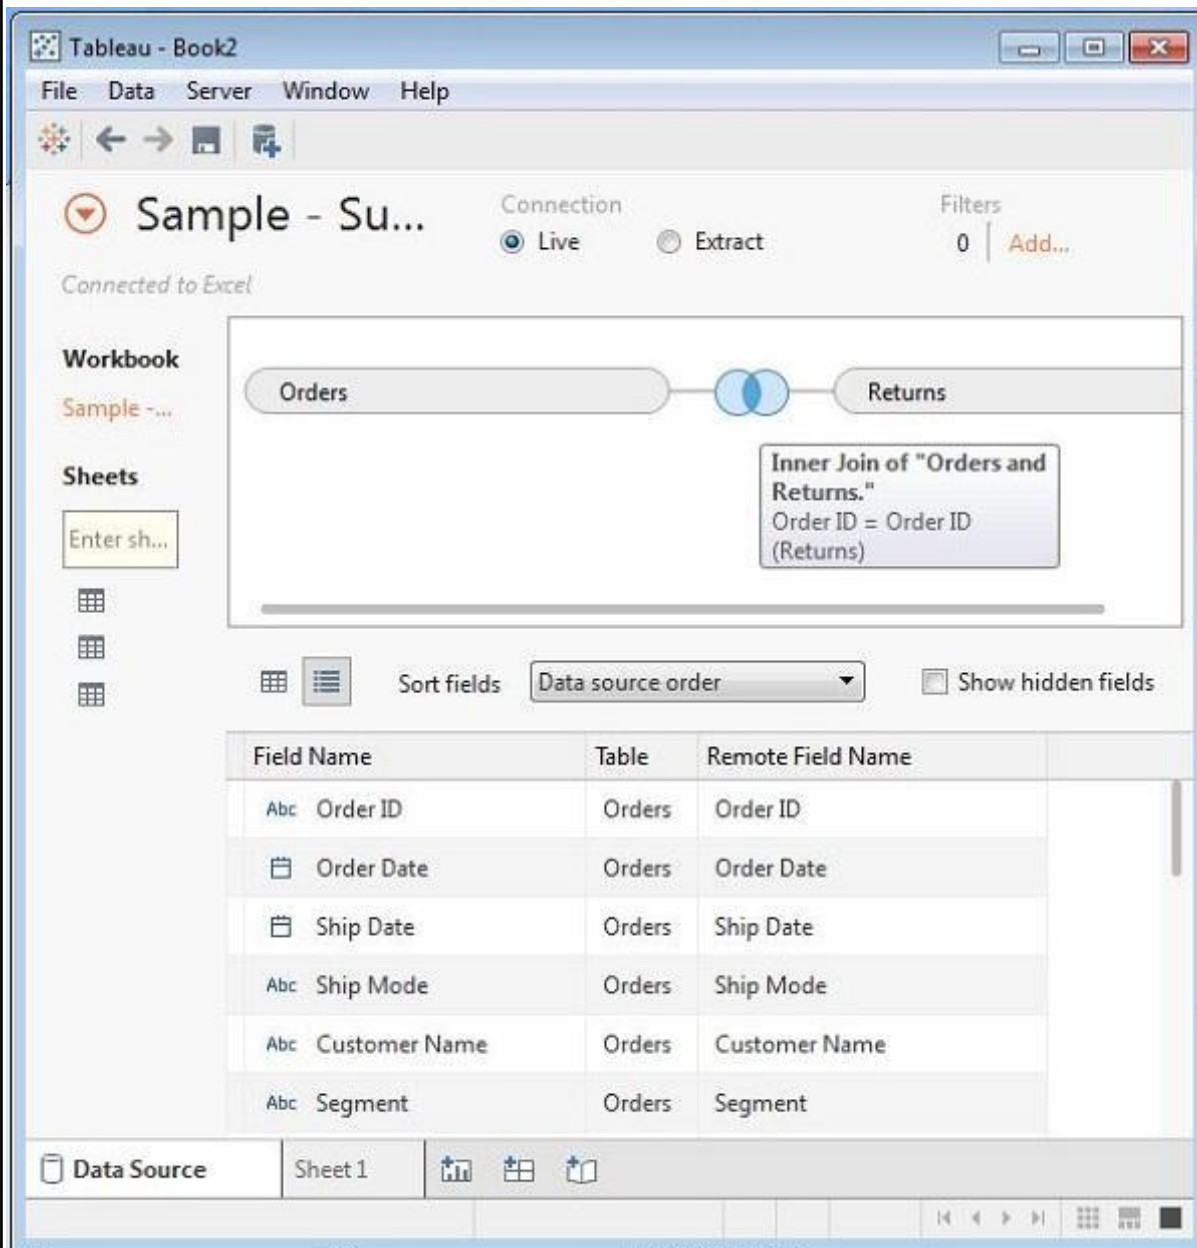 Tableau - Book2
File Data Server Window Help
Sample - Su...
Connection
Filters
Live Extract
0 Add...
Connected to Excel
Workbook
Sample -...
Sheets
Enter sh...
Orders
Returns
Inner Join of "Orders and
Returns."
Order ID = Order ID
(Returns)
Sort fields Data source order Show hidden fields
Field Name Table Remote Field Name
Abc Order ID Orders Order ID
Order Date Orders Order Date
Ship Date Orders Ship Date
Abc Ship Mode Orders Ship Mode
Abc Customer Name Orders Customer Name
Abc Segment Orders Segment
Data Source Sheet 1